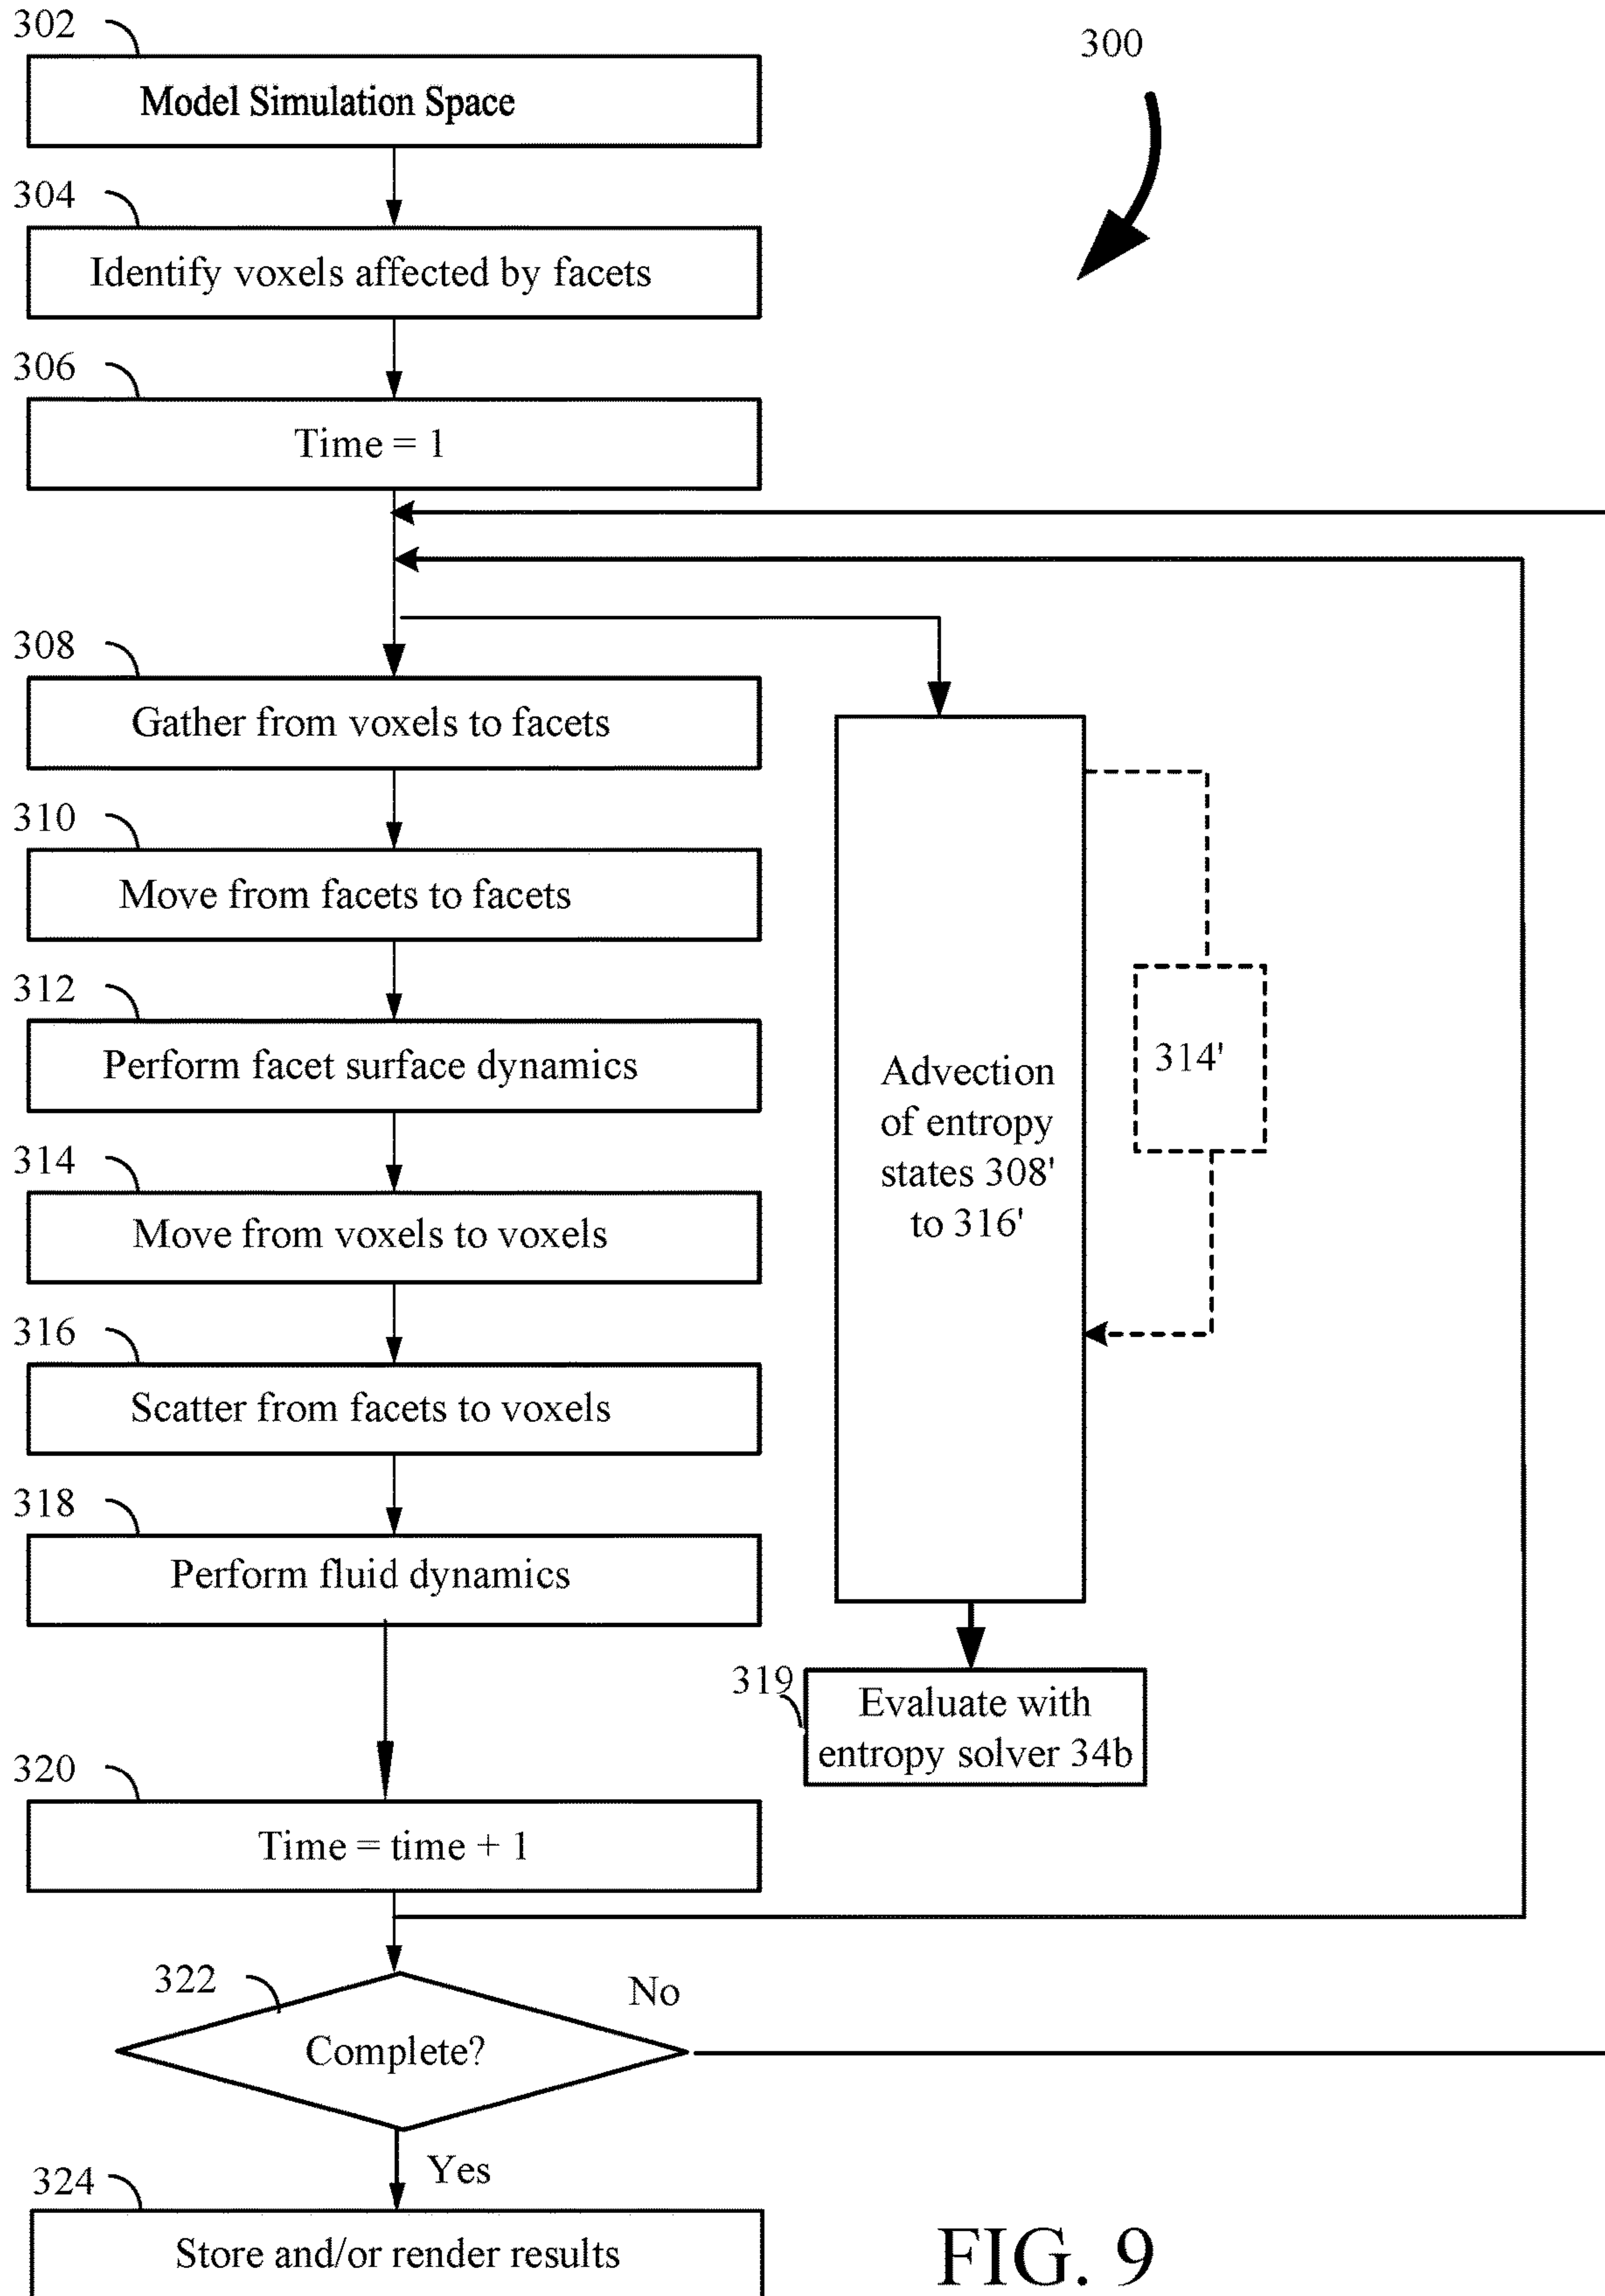 302
Model Simulation Space
300
304
Identify voxels affected by facets
306
Time = 1
308
Gather from voxels to facets
310
Move from facets to facets
312
Perform facet surface dynamics
314
Move from voxels to voxels
316
Scatter from facets to voxels
318
Perform fluid dynamics
Advection
of entropy
states 308'
to 316'
314'
319
Evaluate with
entropy solver 34b
320
Time = time + 1
322
Complete?
No
Yes
324
Store and/or render results
FIG. 9